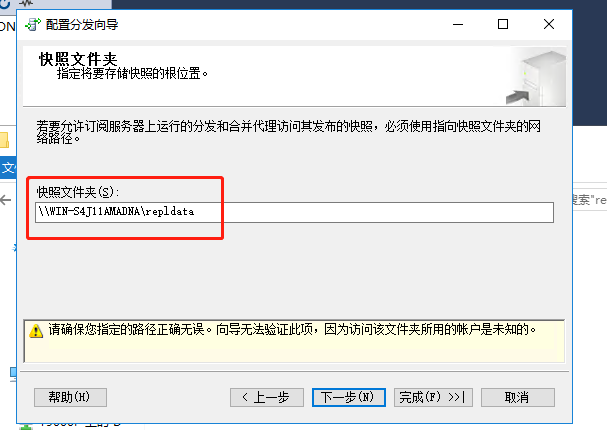 配置分发向导
快照文件夹
指定将要存储快照的根位置。
若要允许订阅服务器上运行的分发和合并代理访问其发布的快照，必须使用指向快照文件夹的网
络路径。
快照文件夹(S):
\\WIN-S4J11AMADNA\repldata
搜索"re
请确保您指定的路径正确无误。向导无法验证此项，因为访问该文件夹所用的帐户是未知的。
帮助(H)
< 上一步
下一步(N)
完成(F) >>|
取消